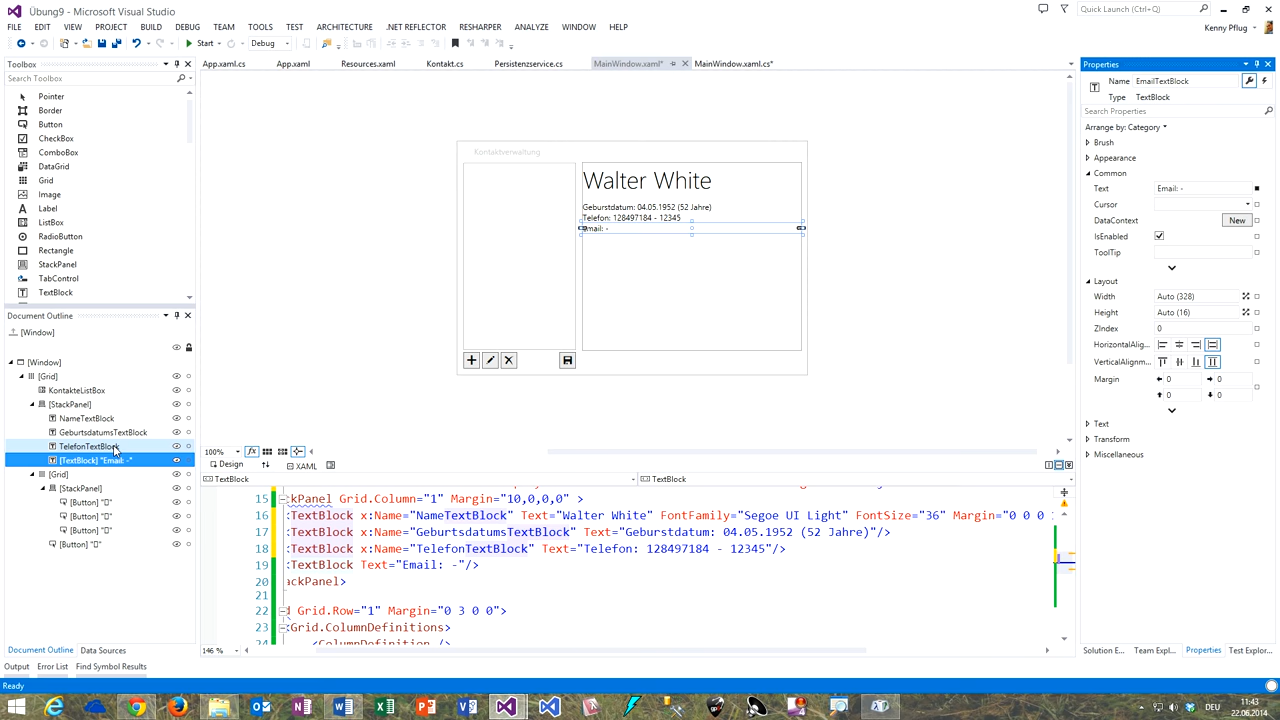 Übung9 - Microsoft Visual Studio
Quick Launch (Ctrl+Q)
FILE EDIT VIEW PROJECT BUILD DEBUG TEAM TOOLS TEST ARCHITECTURE .NET REFLECTOR RESHARPER ANALYZE WINDOW HELP
Kenny Pflug
Start
Debug
Toolbox
App.xaml.cs App.xaml Resources.xaml Kontakt.cs Persistenzservice.cs MainWindow.xaml* MainWindow.xaml.cs*
Properties
Search Toolbox
Pointer
Border
Button
CheckBox
ComboBox
DataGrid
Grid
Image
Label
ListBox
RadioButton
Rectangle
StackPanel
TabControl
TextBlock
Document Outline
[Window]
[Window]
[Grid]
KontakteListBox
[StackPanel]
NameTextBlock
GeburtsdatumsTextBlock
TelefonTextBlock
[TextBlock] "Email: -"
[Grid]
[StackPanel]
[Button] "▯"
[Button] "▯"
[Button] "▯"
[Button] "▯"
Document Outline Data Sources
Output Error List Find Symbol Results
Ready
Kontaktverwaltung
Walter White
Geburstdatum: 04.05.1952 (52 Jahre)
Telefon: 128497184 - 12345
Email: -
100%
Design XAML
TextBlock TextBlock
15 :kPanel Grid.Column="1" Margin="10,0,0,0" >
16 :TextBlock x:Name="NameTextBlock" Text="Walter White" FontFamily="Segoe UI Light" FontSize="36" Margin="0 0 0
17 :TextBlock x:Name="GeburtsdatumsTextBlock" Text="Geburstdatum: 04.05.1952 (52 Jahre)"/>
18 :TextBlock x:Name="TelefonTextBlock" Text="Telefon: 128497184 - 12345"/>
19 :TextBlock Text="Email: -"/>
20 ackPanel>
21
22 d Grid.Row="1" Margin="0 3 0 0">
23 :Grid.ColumnDefinitions>
24 <ColumnDefinition />
146 %
Name EmailTextBlock
Type TextBlock
Search Properties
Arrange by: Category
Brush
Appearance
Common
Text Email: -
Cursor
DataContext New
IsEnabled
ToolTip
Layout
Width Auto (328)
Height Auto (16)
ZIndex 0
HorizontalAlig...
VerticalAlignm...
Margin 0 0
0 0
Text
Transform
Miscellaneous
Solution E... Team Expl... Properties Test Explor...
DEU
11:43
22.06.2014